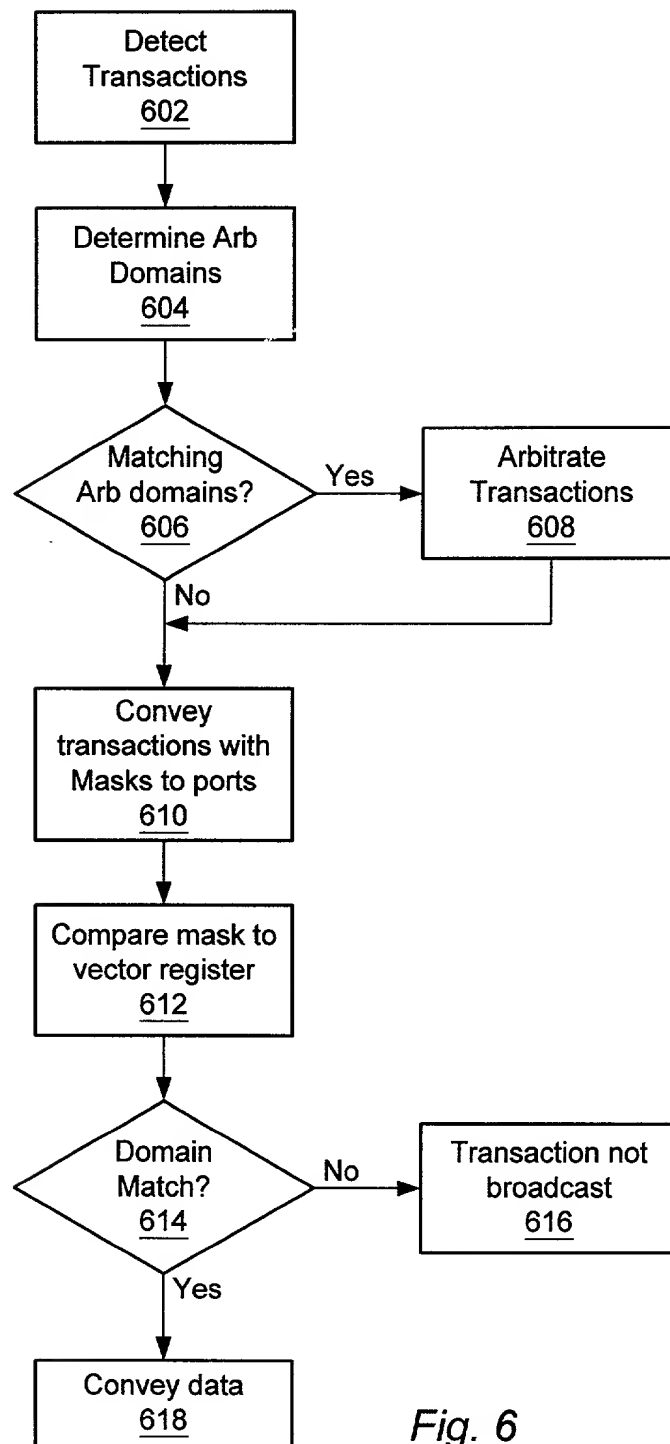 Detect
Transactions
602
Determine Arb
Domains
604
Matching
Arb domains?
606
Yes
Arbitrate
Transactions
608
No
Convey
transactions with
Masks to ports
610
Compare mask to
vector register
612
Domain
Match?
614
No
Transaction not
broadcast
616
Yes
Convey data
618
Fig. 6